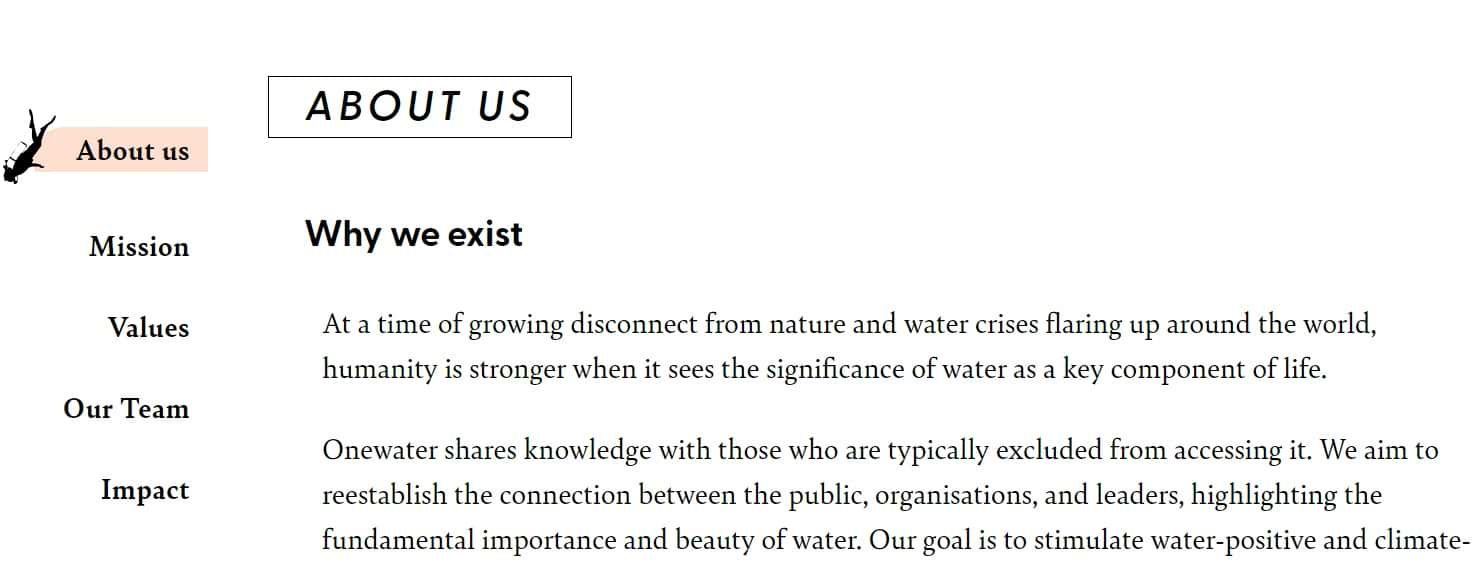 ABOUT US
About us
Mission
Values
Our Team
Impact
Why we exist
At a time of growing disconnect from nature and water crises flaring up around the world,
humanity is stronger when it sees the significance of water as a key component of life.
Onewater shares knowledge with those who are typically excluded from accessing it. We aim to
reestablish the connection between the public, organisations, and leaders, highlighting the
fundamental importance and beauty of water. Our goal is to stimulate water-positive and climate-